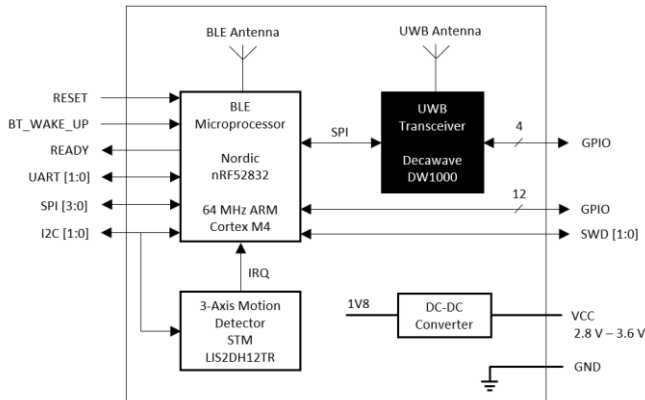 BLE Antenna
UWB Antenna
RESET
BT_WAKE_UP
READY
UART [1:0]
SPI [3:0]
I2C [1:0]
BLE
Microprocessor
Nordic
nRF52832
64 MHz ARM
Cortex M4
SPI
UWB
Transceiver
Decawave
DW1000
4
GPIO
12
GPIO
SWD [1:0]
IRQ
3-Axis Motion
Detector
STM
LIS2DH12TR
1V8
DC-DC
Converter
VCC
2.8 V – 3.6 V
GND